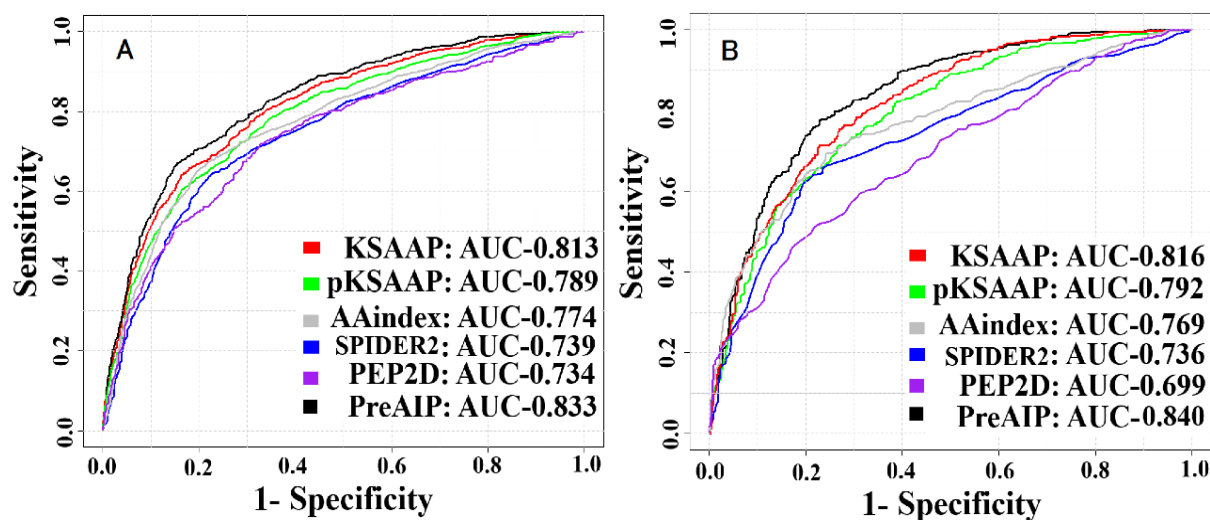 A
Sensitivity
1.0
0.8
0.6
0.4
0.2
0.0
KSAAP: AUC-0.813
pKSAAP: AUC-0.789
AAindex: AUC-0.774
SPIDER2: AUC-0.739
PEP2D: AUC-0.734
PreAIP: AUC-0.833
0.0 0.2 0.4 0.6 0.8 1.0
1- Specificity
B
Sensitivity
1.0
0.8
0.6
0.4
0.2
0.0
KSAAP: AUC-0.816
pKSAAP: AUC-0.792
AAindex: AUC-0.769
SPIDER2: AUC-0.736
PEP2D: AUC-0.699
PreAIP: AUC-0.840
0.0 0.2 0.4 0.6 0.8 1.0
1- Specificity